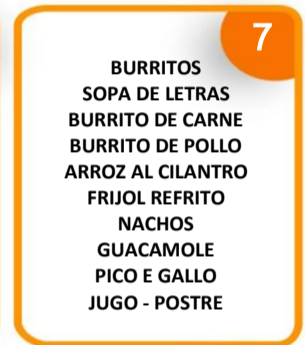 7
BURRITOS
SOPA DE LETRAS
BURRITO DE CARNE
BURRITO DE POLLO
ARROZ AL CILANTRO
FRIJOL REFRITO
NACHOS
GUACAMOLE
PICO E GALLO
JUGO - POSTRE